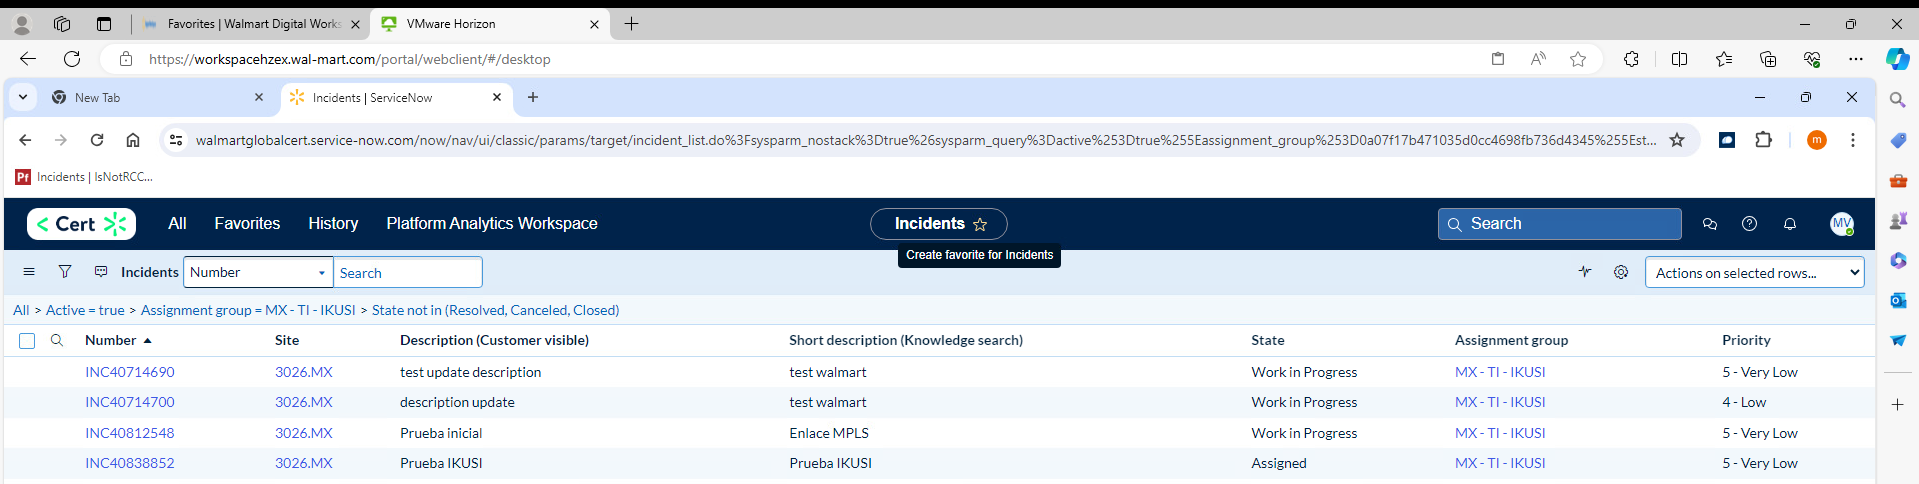 Favorites | Walmart Digital Works
VMware Horizon
https://workspacehzex.wal-mart.com/portal/webclient/#/desktop
New Tab
Incidents | ServiceNow
walmartglobalcert.service-now.com/now/nav/ui/classic/params/target/incident_list.do%3Fsysparm_nostack%3Dtrue%26sysparm_query%3Dactive%253Dtrue%255Eassignment_group%253D0a07f17b471035d0cc4698fb736d4345%255Est...
m
Pf Incidents | IsNotRCC...
< Cert
All
Favorites
History
Platform Analytics Workspace
Incidents
Search
MV
Create favorite for Incidents
Incidents
Number
Search
Actions on selected rows...
All > Active = true > Assignment group = MX - TI - IKUSI > State not in (Resolved, Canceled, Closed)
Number Site Description (Customer visible) Short description (Knowledge search) State Assignment group Priority
INC40714690 3026.MX test update description test walmart Work in Progress MX - TI - IKUSI 5 - Very Low
INC40714700 3026.MX description update test walmart Work in Progress MX - TI - IKUSI 4 - Low
INC40812548 3026.MX Prueba inicial Enlace MPLS Work in Progress MX - TI - IKUSI 5 - Very Low
INC40838852 3026.MX Prueba IKUSI Prueba IKUSI Assigned MX - TI - IKUSI 5 - Very Low